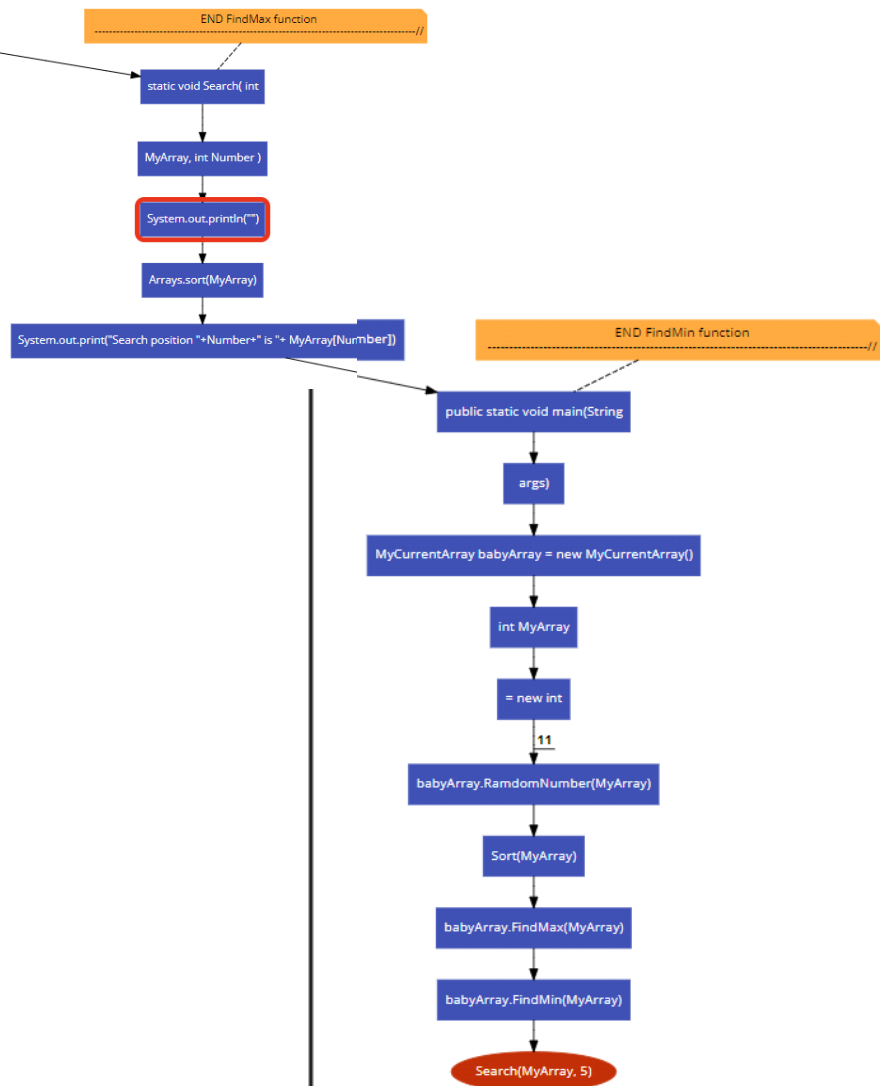 END FindMax function
--------------------------------------------------------------------------------------//
static void Search( int
MyArray, int Number )
System.out.println("")
Arrays.sort(MyArray)
System.out.print("Search position "+Number+" is "+ MyArray[Number])
END FindMin function
--------------------------------------------------------------------------------------//
public static void main(String
args)
MyCurrentArray babyArray = new MyCurrentArray()
int MyArray
= new int
11
babyArray.RamdomNumber(MyArray)
Sort(MyArray)
babyArray.FindMax(MyArray)
babyArray.FindMin(MyArray)
Search(MyArray, 5)